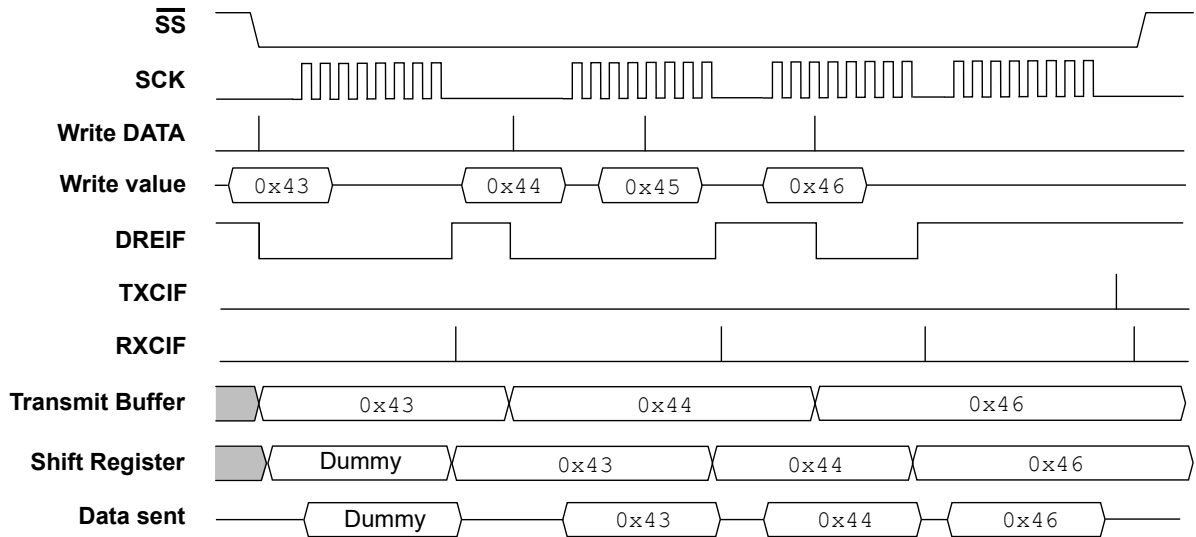 SS
SCK
Write DATA
Write value 0x43 0x44 0x45 0x46
DREIF
TXCIF
RXCIF
Transmit Buffer 0x43 0x44 0x46
Shift Register Dummy 0x43 0x44 0x46
Data sent Dummy 0x43 0x44 0x46